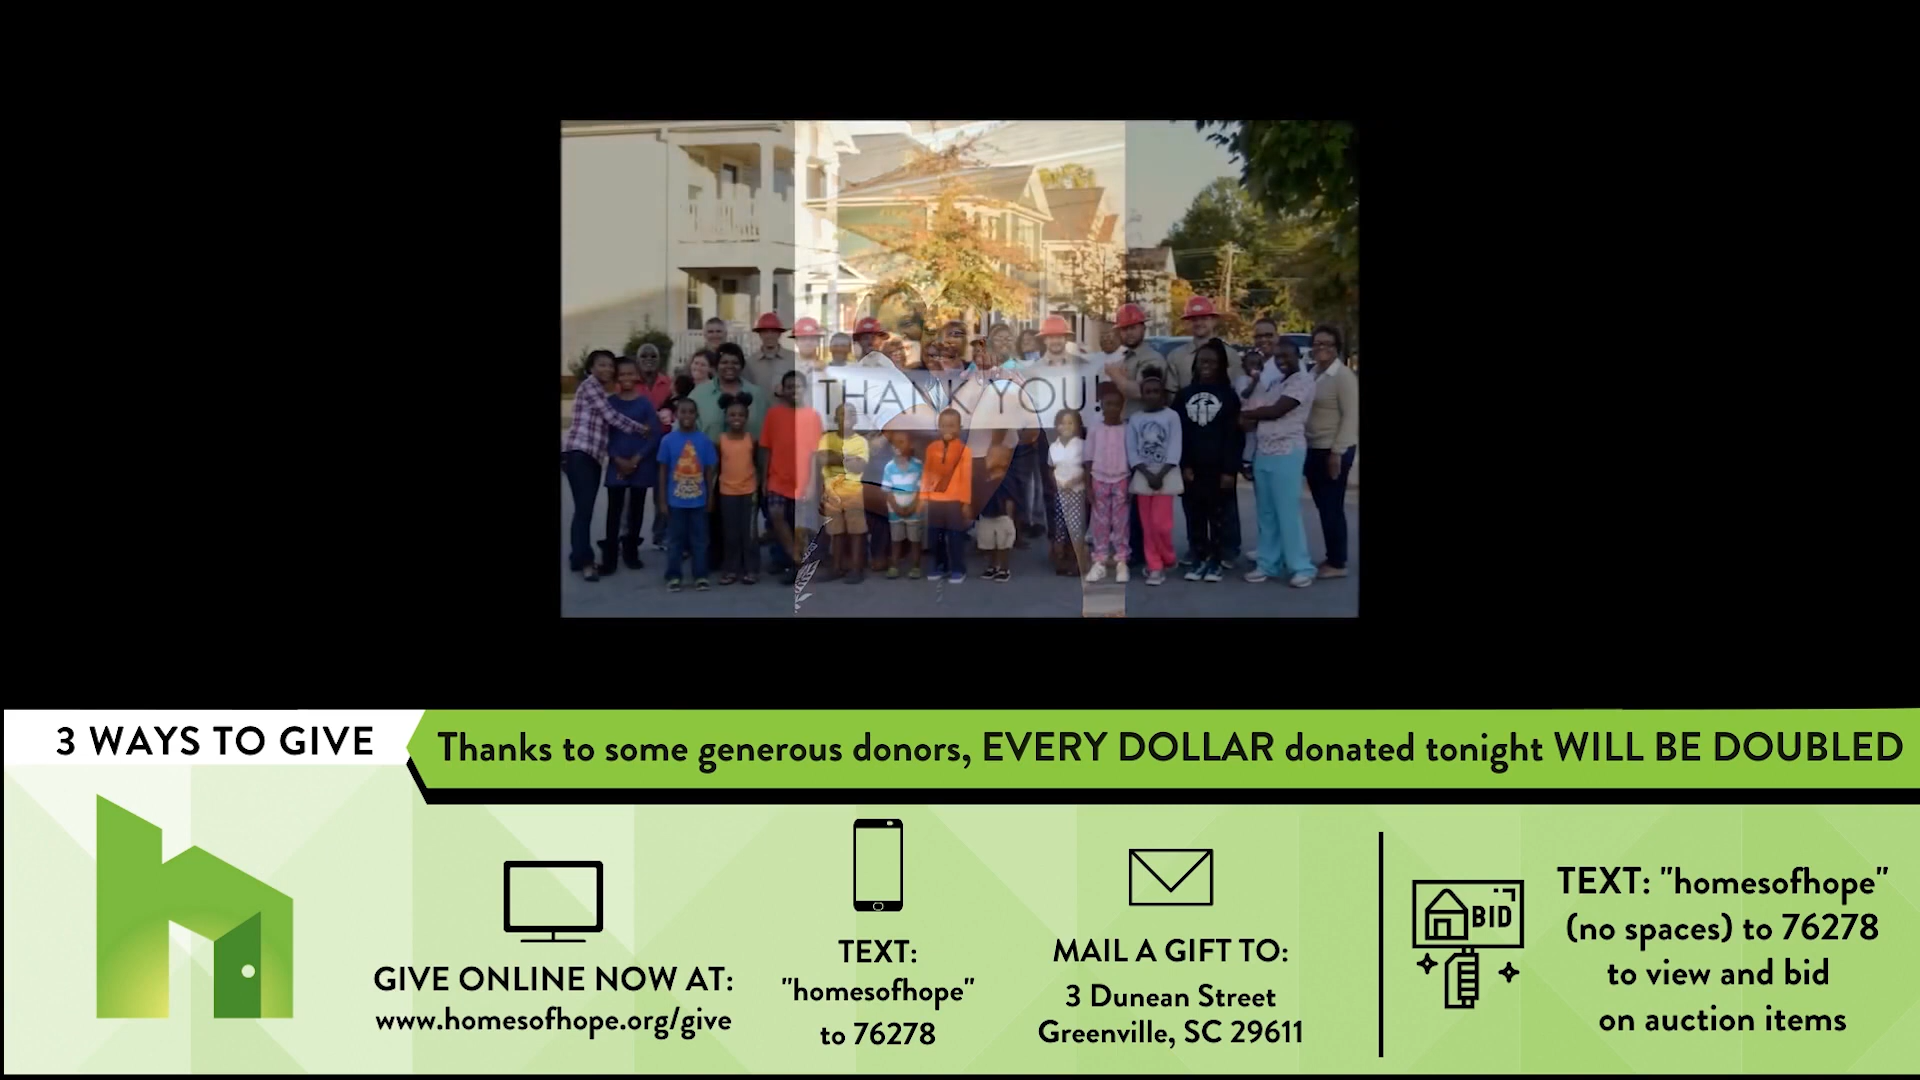 THANK YOU!
3 WAYS TO GIVE
Thanks to some generous donors, EVERY DOLLAR donated tonight WILL BE DOUBLED
GIVE ONLINE NOW AT:
www.homesofhope.org/give
TEXT:
"homesofhope"
to 76278
MAIL A GIFT TO:
3 Dunean Street
Greenville, SC 29611
BID
TEXT: "homesofhope"
(no spaces) to 76278
to view and bid
on auction items